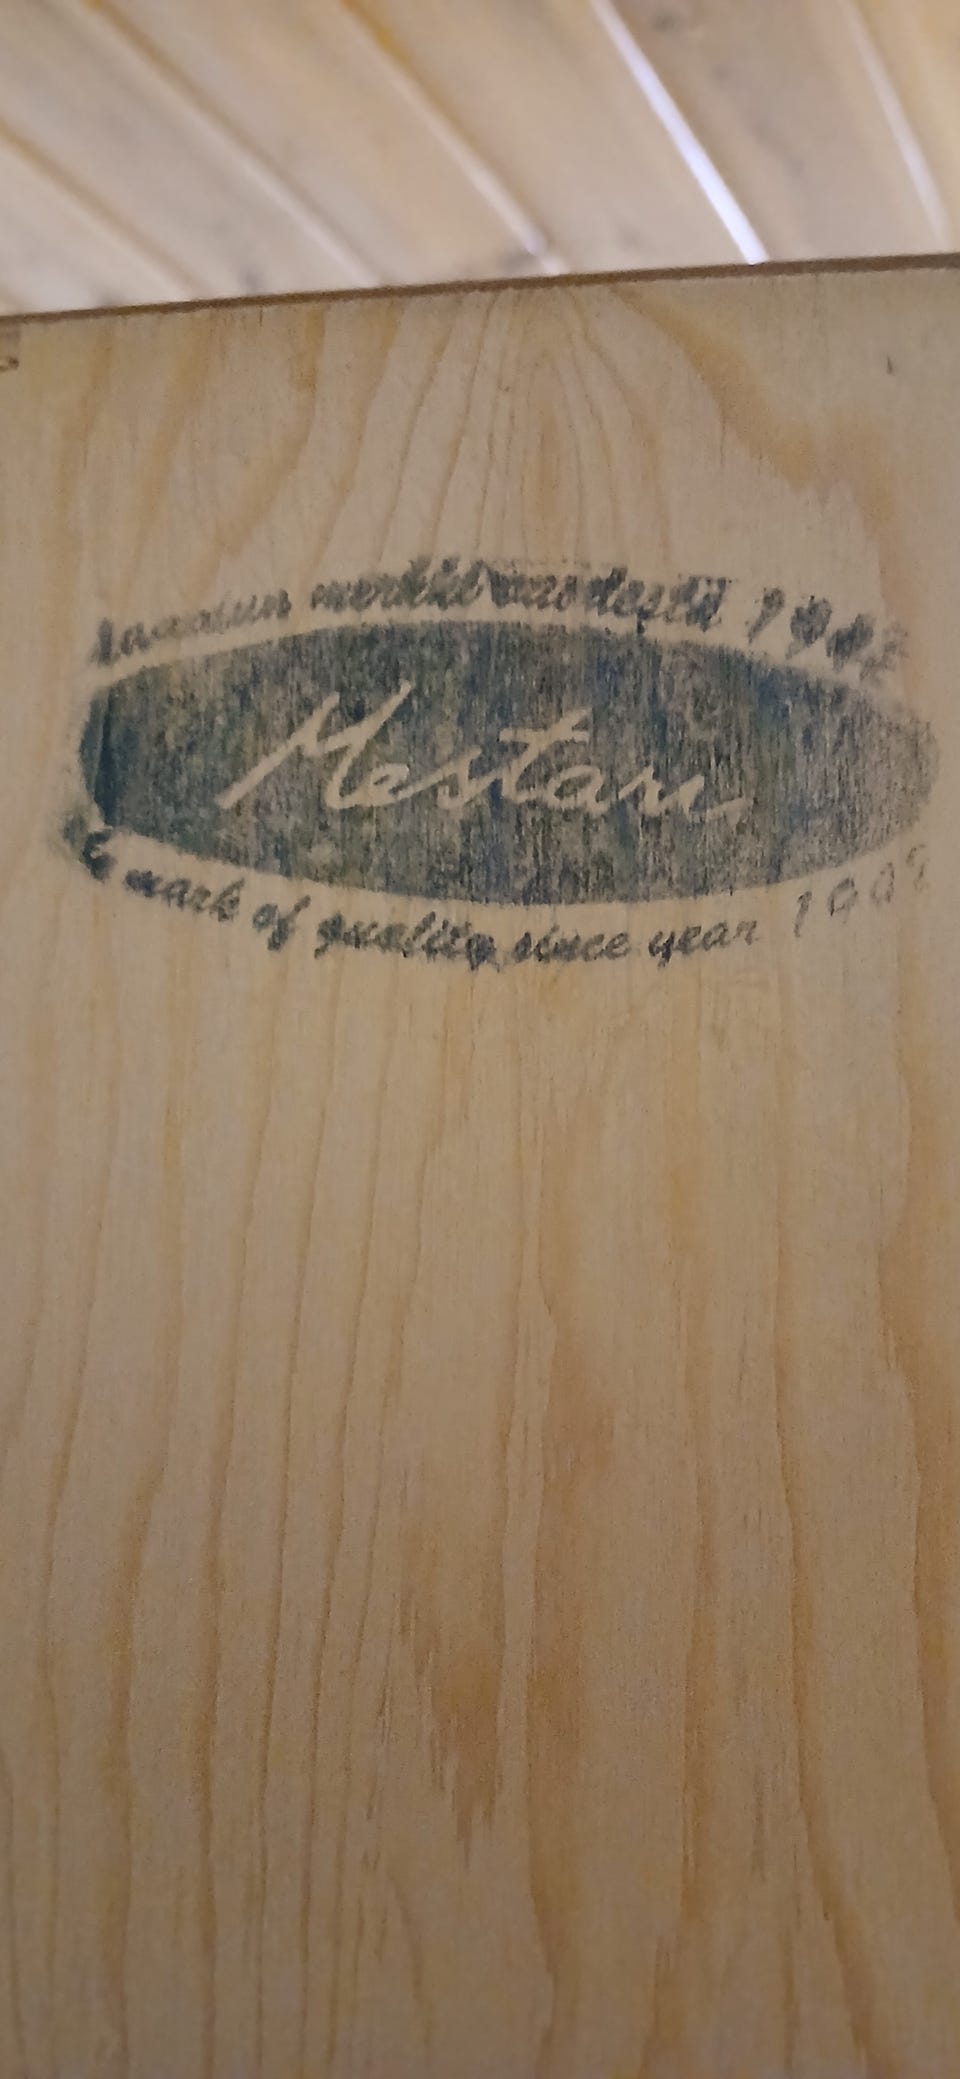 Laadun merkki vuodesta
Mestari
mark of quality since year